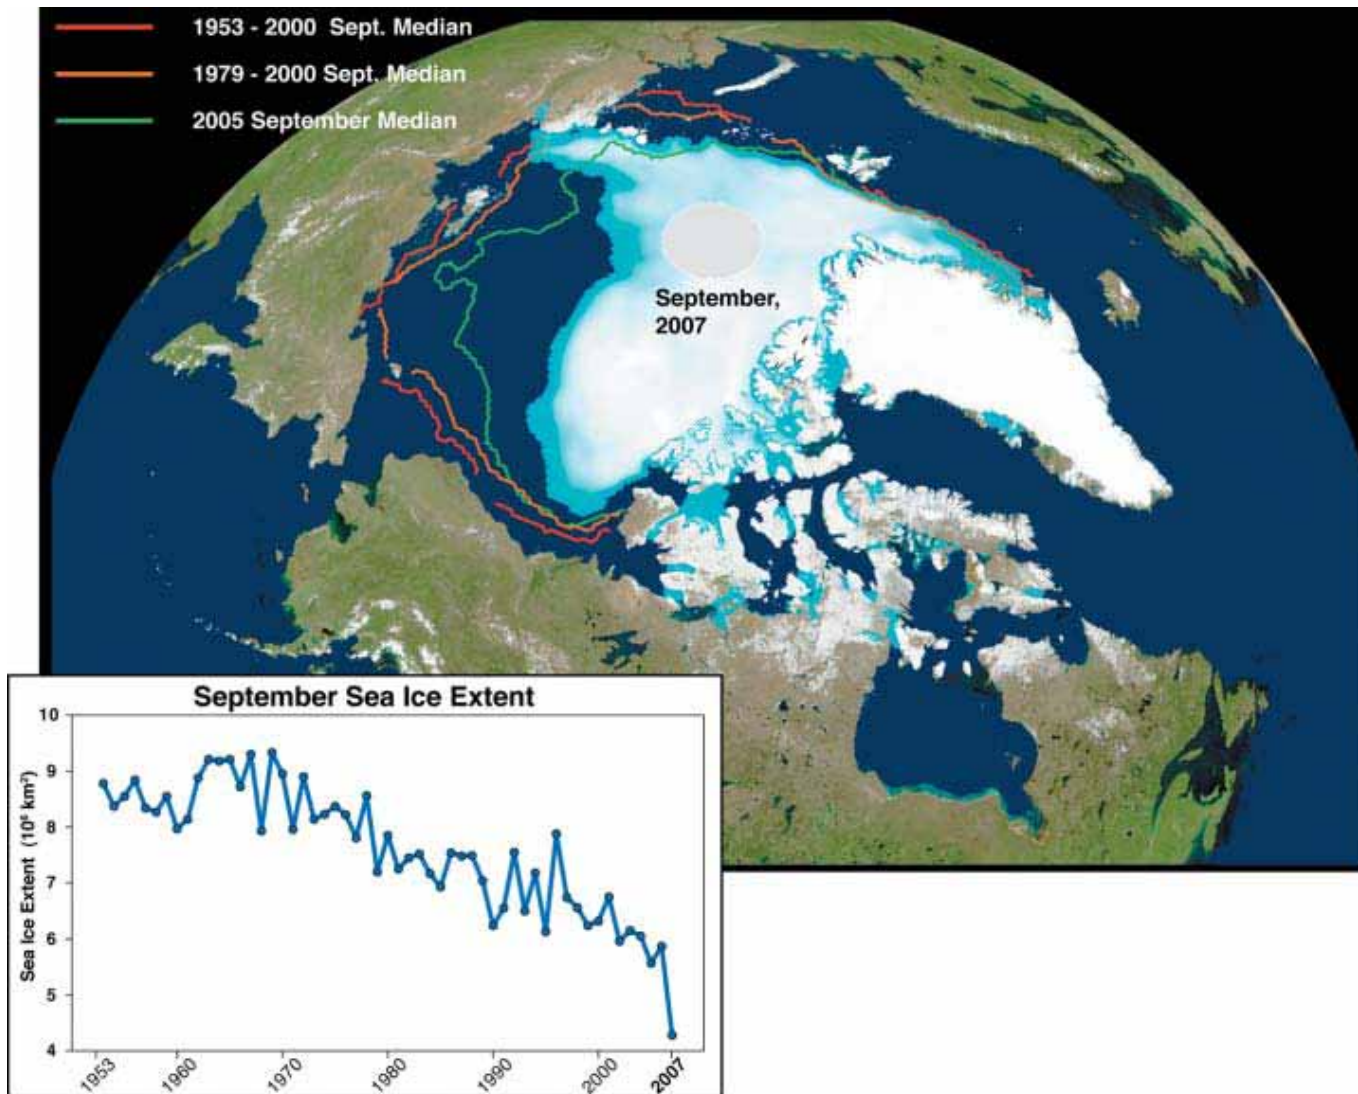 1953 - 2000 Sept. Median
1979 - 2000 Sept. Median
2005 September Median
September,
2007
September Sea Ice Extent
Sea Ice Extent (10⁶ km²)
10
9
8
7
6
5
4
1953
1960
1970
1980
1990
2000
2007